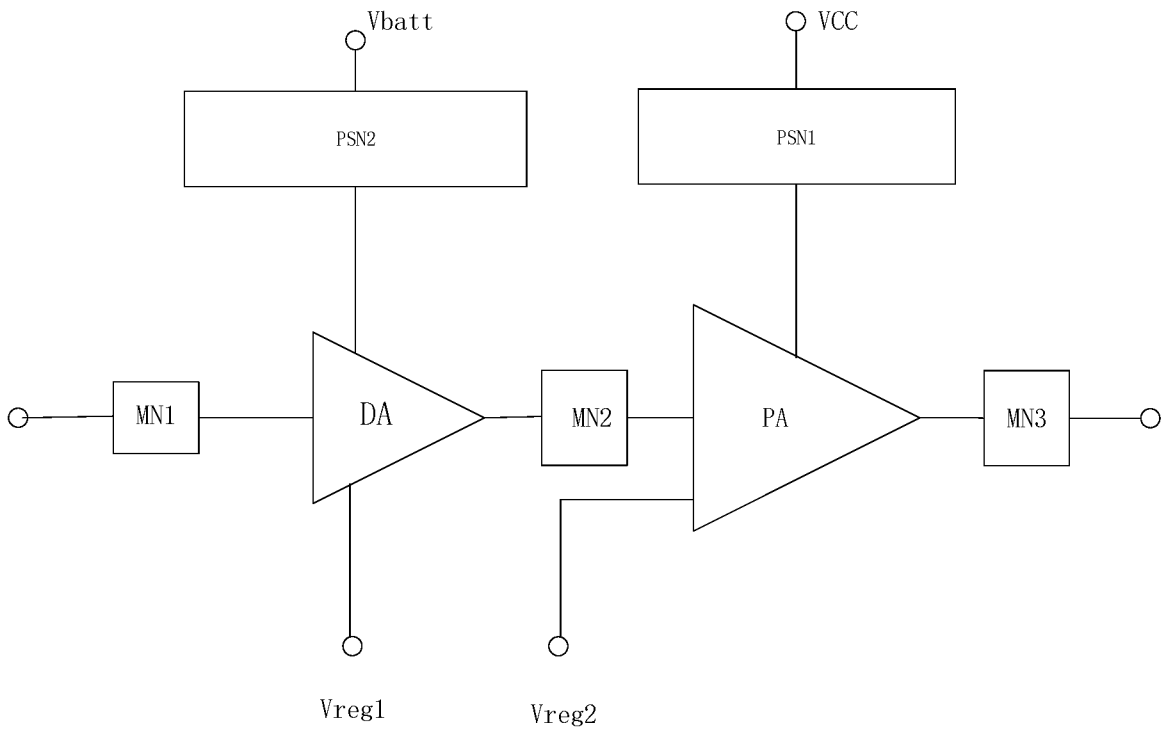 Vbatt
VCC
PSN2
PSN1
MN1
DA
MN2
PA
MN3
Vreg1
Vreg2